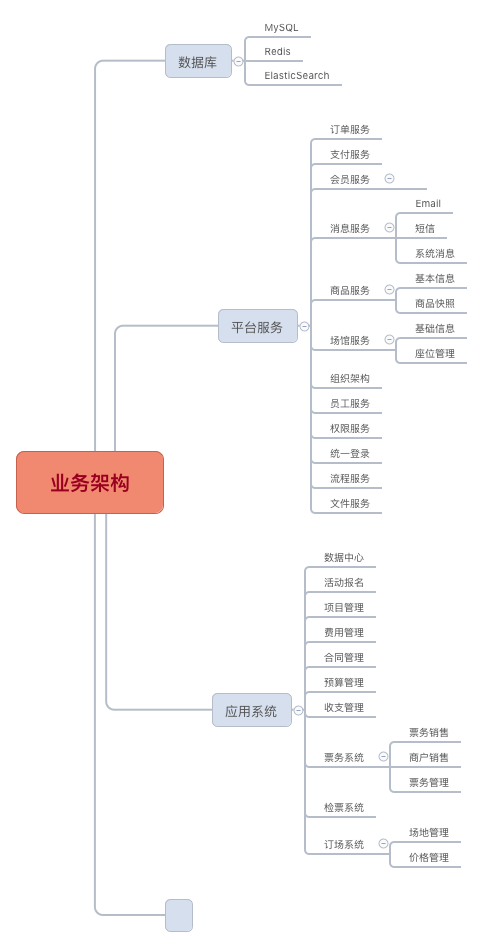 MySQL
数据库
Redis
ElasticSearch
订单服务
支付服务
会员服务
Email
消息服务
短信
系统消息
基本信息
商品服务
商品快照
平台服务
基础信息
场馆服务
座位管理
组织架构
员工服务
权限服务
统一登录
流程服务
文件服务
业务架构
数据中心
活动报名
项目管理
费用管理
合同管理
预算管理
收支管理
应用系统
票务销售
票务系统
商户销售
票务管理
检票系统
场地管理
订场系统
价格管理